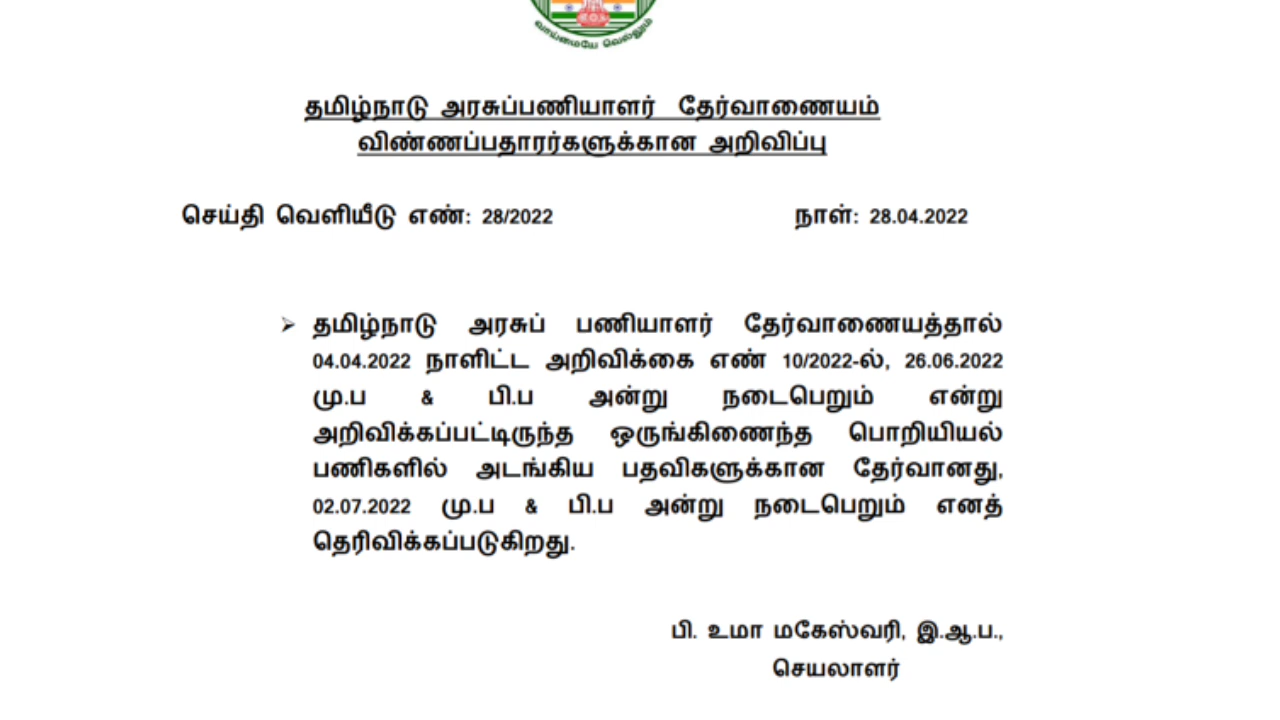 வாய்மையே வெல்லும்
தமிழ்நாடு அரசுப்பணியாளர் தேர்வாணையம்
விண்ணப்பதாரர்களுக்கான அறிவிப்பு
செய்தி வெளியீடு எண்: 28/2022 நாள்: 28.04.2022
➢ தமிழ்நாடு அரசுப் பணியாளர் தேர்வாணையத்தால்
04.04.2022 நாளிட்ட அறிவிக்கை எண் 10/2022-ல், 26.06.2022
மு.ப & பி.ப அன்று நடைபெறும் என்று
அறிவிக்கப்பட்டிருந்த ஒருங்கிணைந்த பொறியியல்
பணிகளில் அடங்கிய பதவிகளுக்கான தேர்வானது,
02.07.2022 மு.ப & பி.ப அன்று நடைபெறும் எனத்
தெரிவிக்கப்படுகிறது.
பி. உமா மகேஸ்வரி, இ.ஆ.ப.,
செயலாளர்